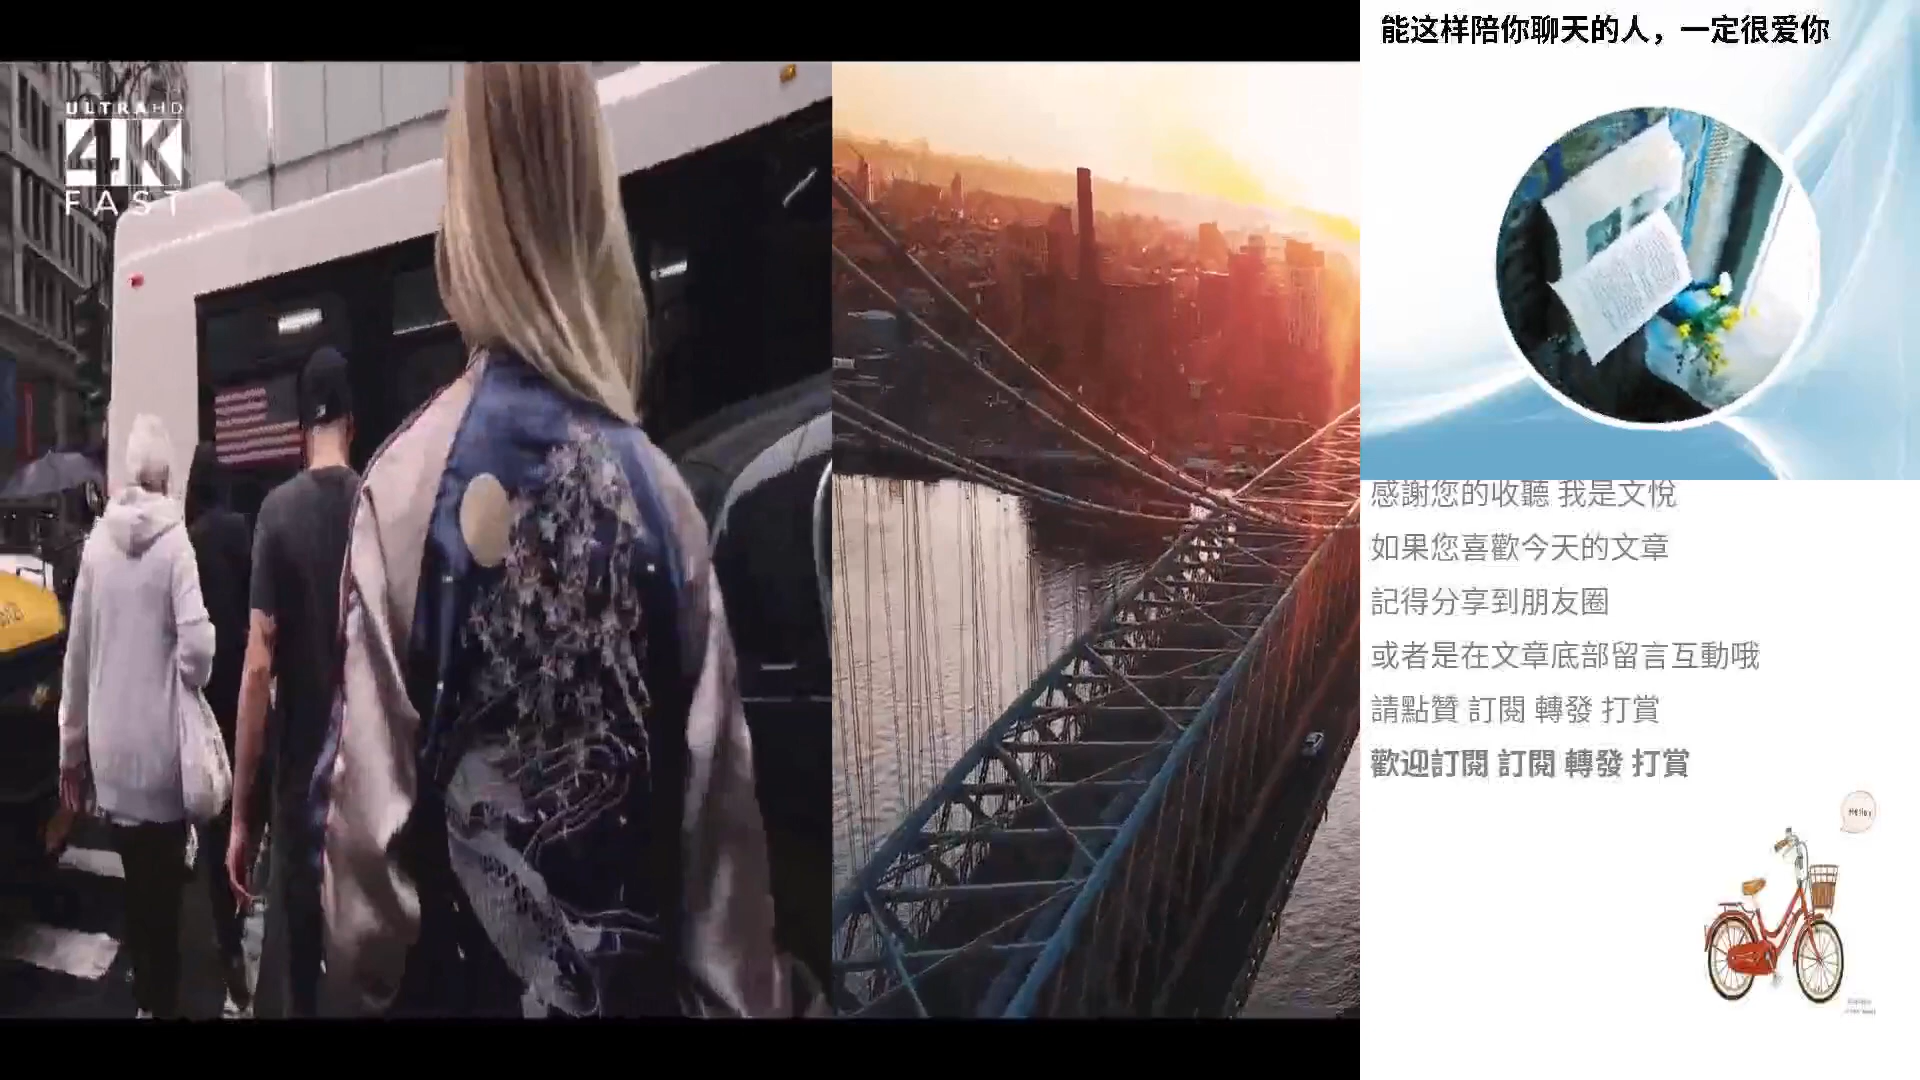 ULTRAHD
4K
FAST
能这样陪你聊天的人，一定很爱你
感謝您的收聽 我是文悅
如果您喜歡今天的文章
記得分享到朋友圈
或者是在文章底部留言互動哦
請點贊 訂閱 轉發 打賞
歡迎訂閱 訂閱 轉發 打賞
Hello